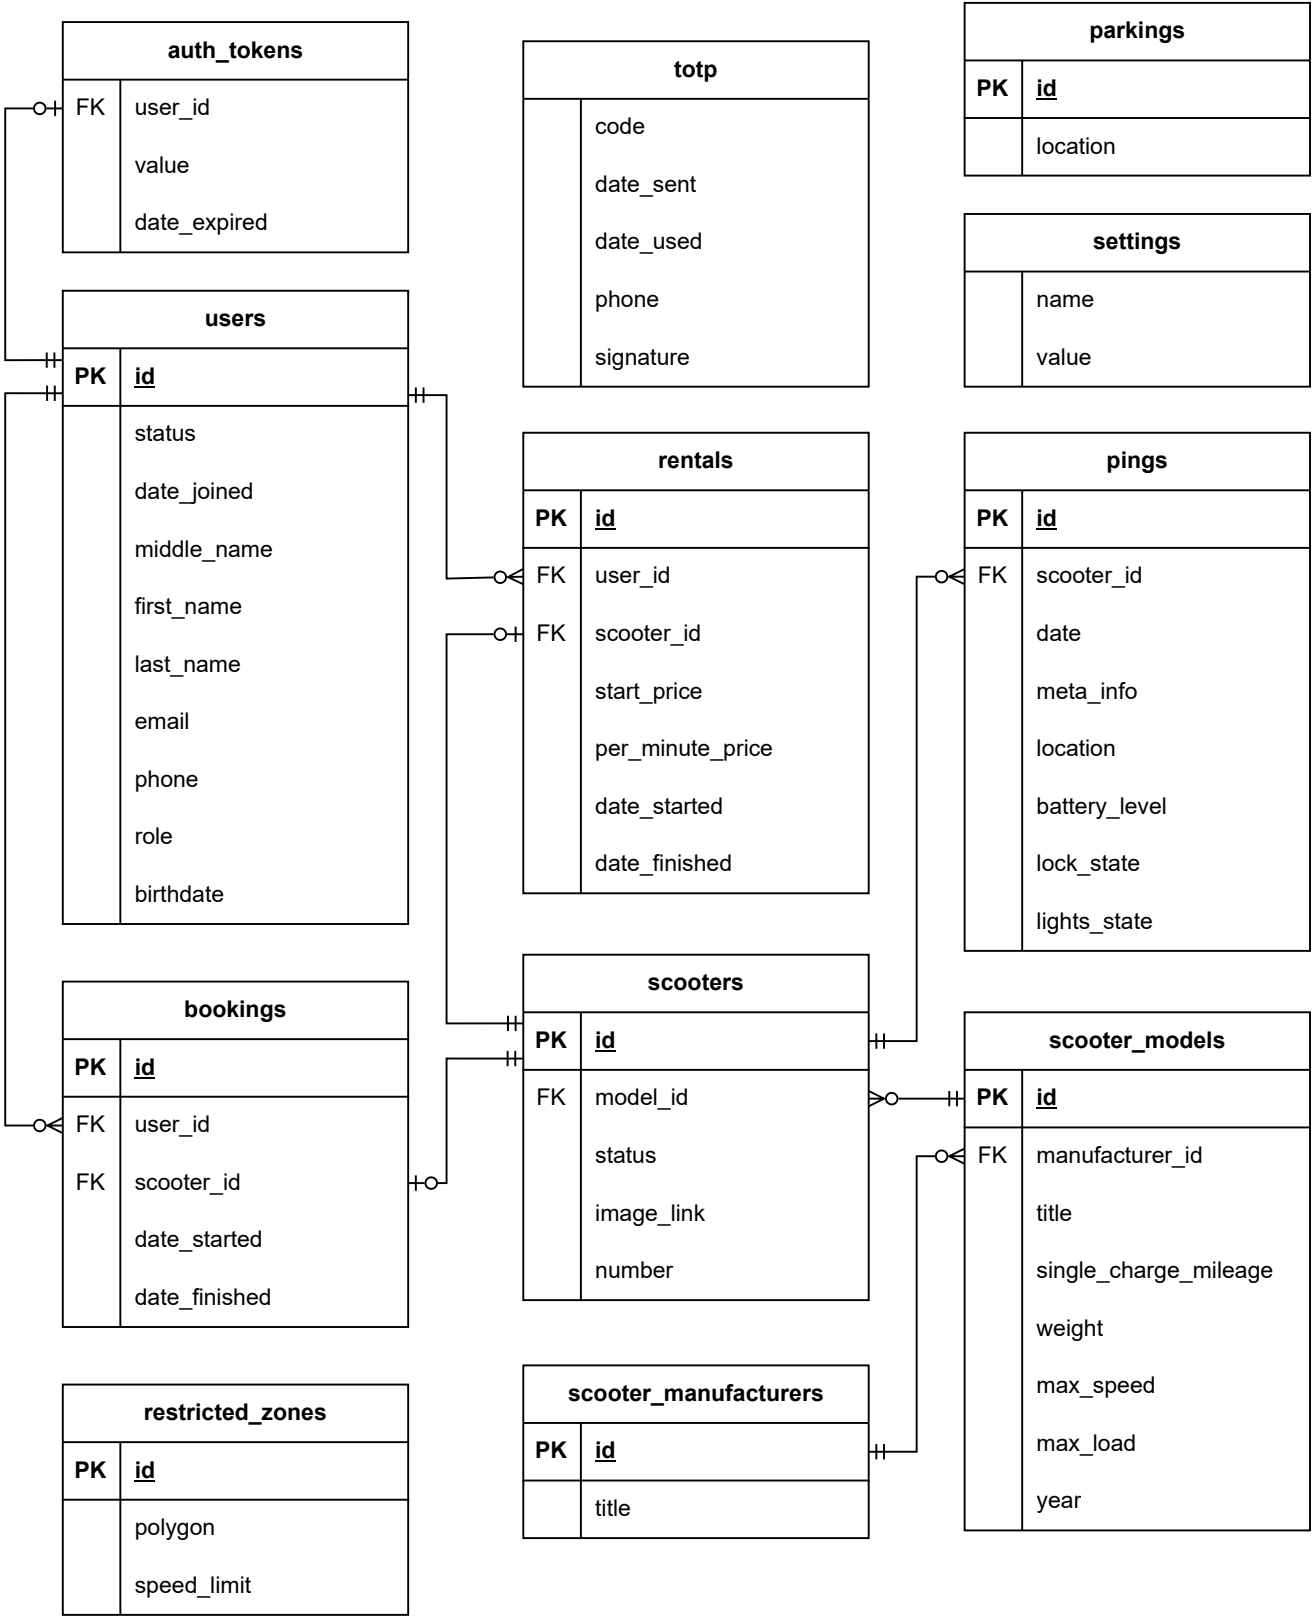 auth_tokens
FK user_id
value
date_expired
users
PK id
status
date_joined
middle_name
first_name
last_name
email
phone
role
birthdate
bookings
PK id
FK user_id
FK scooter_id
date_started
date_finished
restricted_zones
PK id
polygon
speed_limit
totp
code
date_sent
date_used
phone
signature
rentals
PK id
FK user_id
FK scooter_id
start_price
per_minute_price
date_started
date_finished
scooters
PK id
FK model_id
status
image_link
number
scooter_manufacturers
PK id
title
parkings
PK id
location
settings
name
value
pings
PK id
FK scooter_id
date
meta_info
location
battery_level
lock_state
lights_state
scooter_models
PK id
FK manufacturer_id
title
single_charge_mileage
weight
max_speed
max_load
year